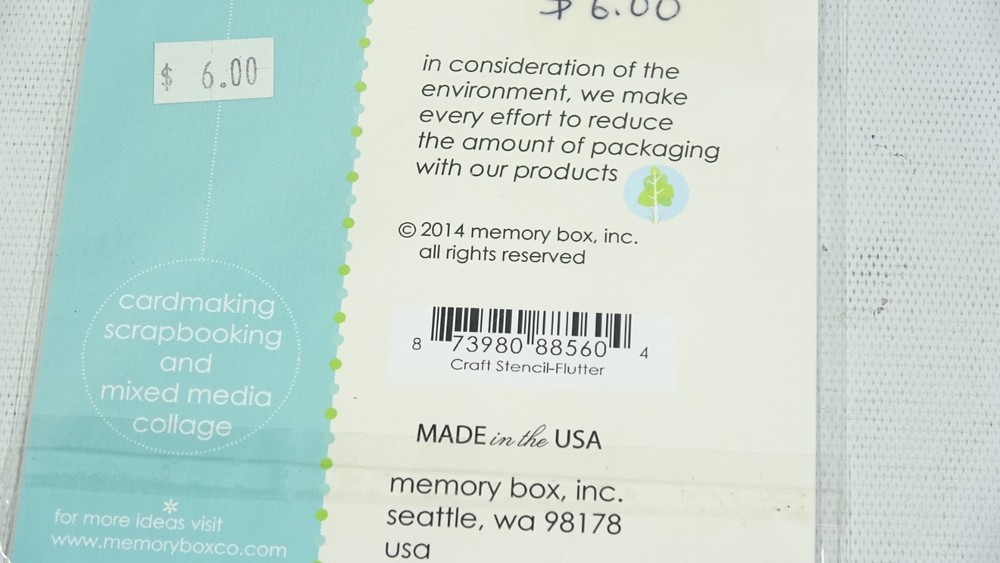 $ 6.00
$ 6.00
in consideration of the
environment, we make
every effort to reduce
the amount of packaging
with our products
© 2014 memory box, inc.
all rights reserved
8 73980 88560 4
Craft Stencil-Flutter
MADE in the USA
memory box, inc.
seattle, wa 98178
usa
cardmaking
scrapbooking
and
mixed media
collage
*
for more ideas visit
www.memoryboxco.com